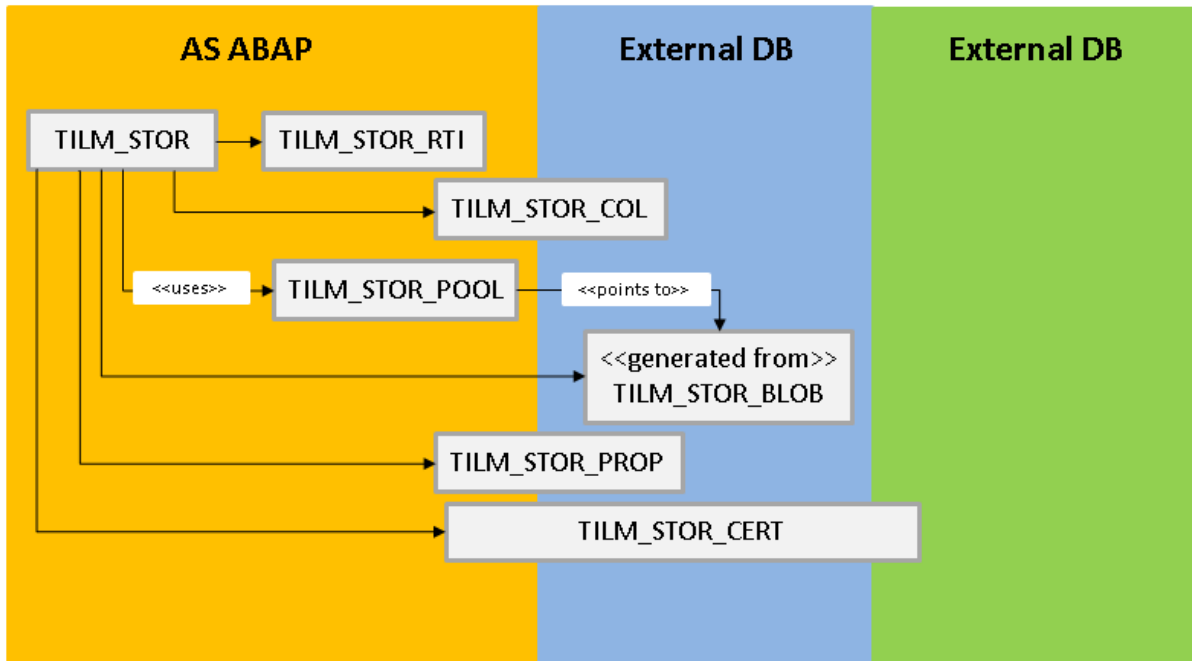 AS ABAP
External DB
External DB
TILM_STOR
TILM_STOR_RTI
TILM_STOR_COL
<<uses>>
TILM_STOR_POOL
<<points to>>
<<generated from>>
TILM_STOR_BLOB
TILM_STOR_PROP
TILM_STOR_CERT